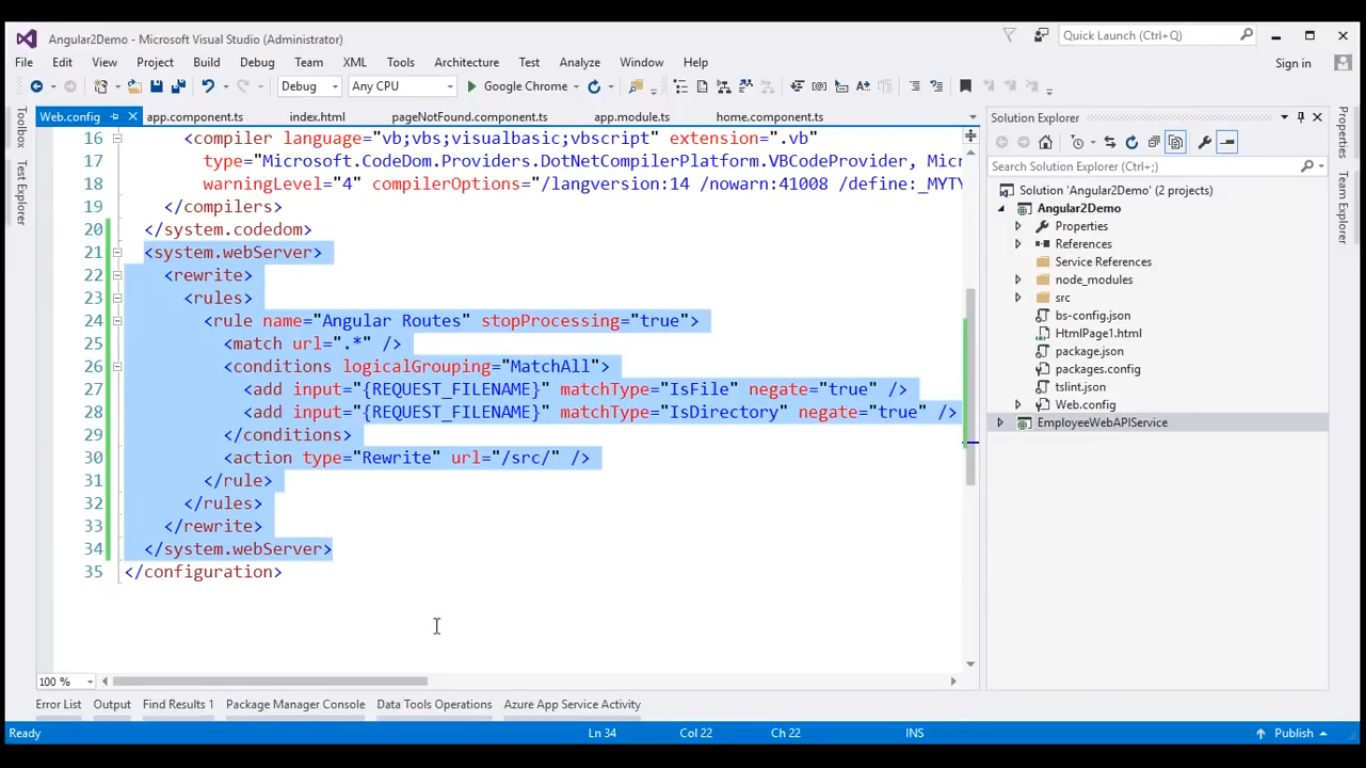 Angular2Demo - Microsoft Visual Studio (Administrator)
Quick Launch (Ctrl+Q)
File Edit View Project Build Debug Team XML Tools Architecture Test Analyze Window Help
Sign in
Debug Any CPU Google Chrome
Toolbox
Test Explorer
Web.config app.component.ts index.html pageNotFound.component.ts app.module.ts home.component.ts
16 <compiler language="vb;vbs;visualbasic;vbscript" extension=".vb"
17 type="Microsoft.CodeDom.Providers.DotNetCompilerPlatform.VBCodeProvider, Micr
18 warningLevel="4" compilerOptions="/langversion:14 /nowarn:41008 /define:_MYTY
19 </compilers>
20 </system.codedom>
21 <system.webServer>
22 <rewrite>
23 <rules>
24 <rule name="Angular Routes" stopProcessing="true">
25 <match url=".*" />
26 <conditions logicalGrouping="MatchAll">
27 <add input="{REQUEST_FILENAME}" matchType="IsFile" negate="true" />
28 <add input="{REQUEST_FILENAME}" matchType="IsDirectory" negate="true" />
29 </conditions>
30 <action type="Rewrite" url="/src/" />
31 </rule>
32 </rules>
33 </rewrite>
34 </system.webServer>
35 </configuration>
100 %
Solution Explorer
Search Solution Explorer (Ctrl+;)
Solution 'Angular2Demo' (2 projects)
Angular2Demo
Properties
References
Service References
node_modules
src
bs-config.json
HtmlPage1.html
package.json
packages.config
tslint.json
Web.config
EmployeeWebAPIService
Properties
Team Explorer
Error List Output Find Results 1 Package Manager Console Data Tools Operations Azure App Service Activity
Ready Ln 34 Col 22 Ch 22 INS Publish